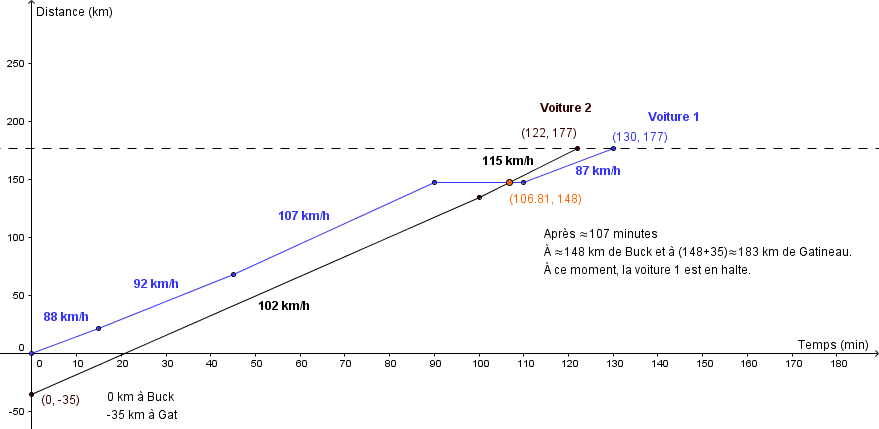 Distance (km)
250
200
150
100
50
0
-50
Voiture 2
Voiture 1
(122, 177)
(130, 177)
115 km/h
87 km/h
107 km/h
(106.81, 148)
92 km/h
88 km/h
102 km/h
Après ≈107 minutes
À ≈148 km de Buck et à (148+35)≈183 km de Gatineau.
À ce moment, la voiture 1 est en halte.
Temps (min)
0 10 20 30 40 50 60 70 80 90 100 110 120 130 140 150 160 170 180
(0, -35)
0 km à Buck
-35 km à Gat